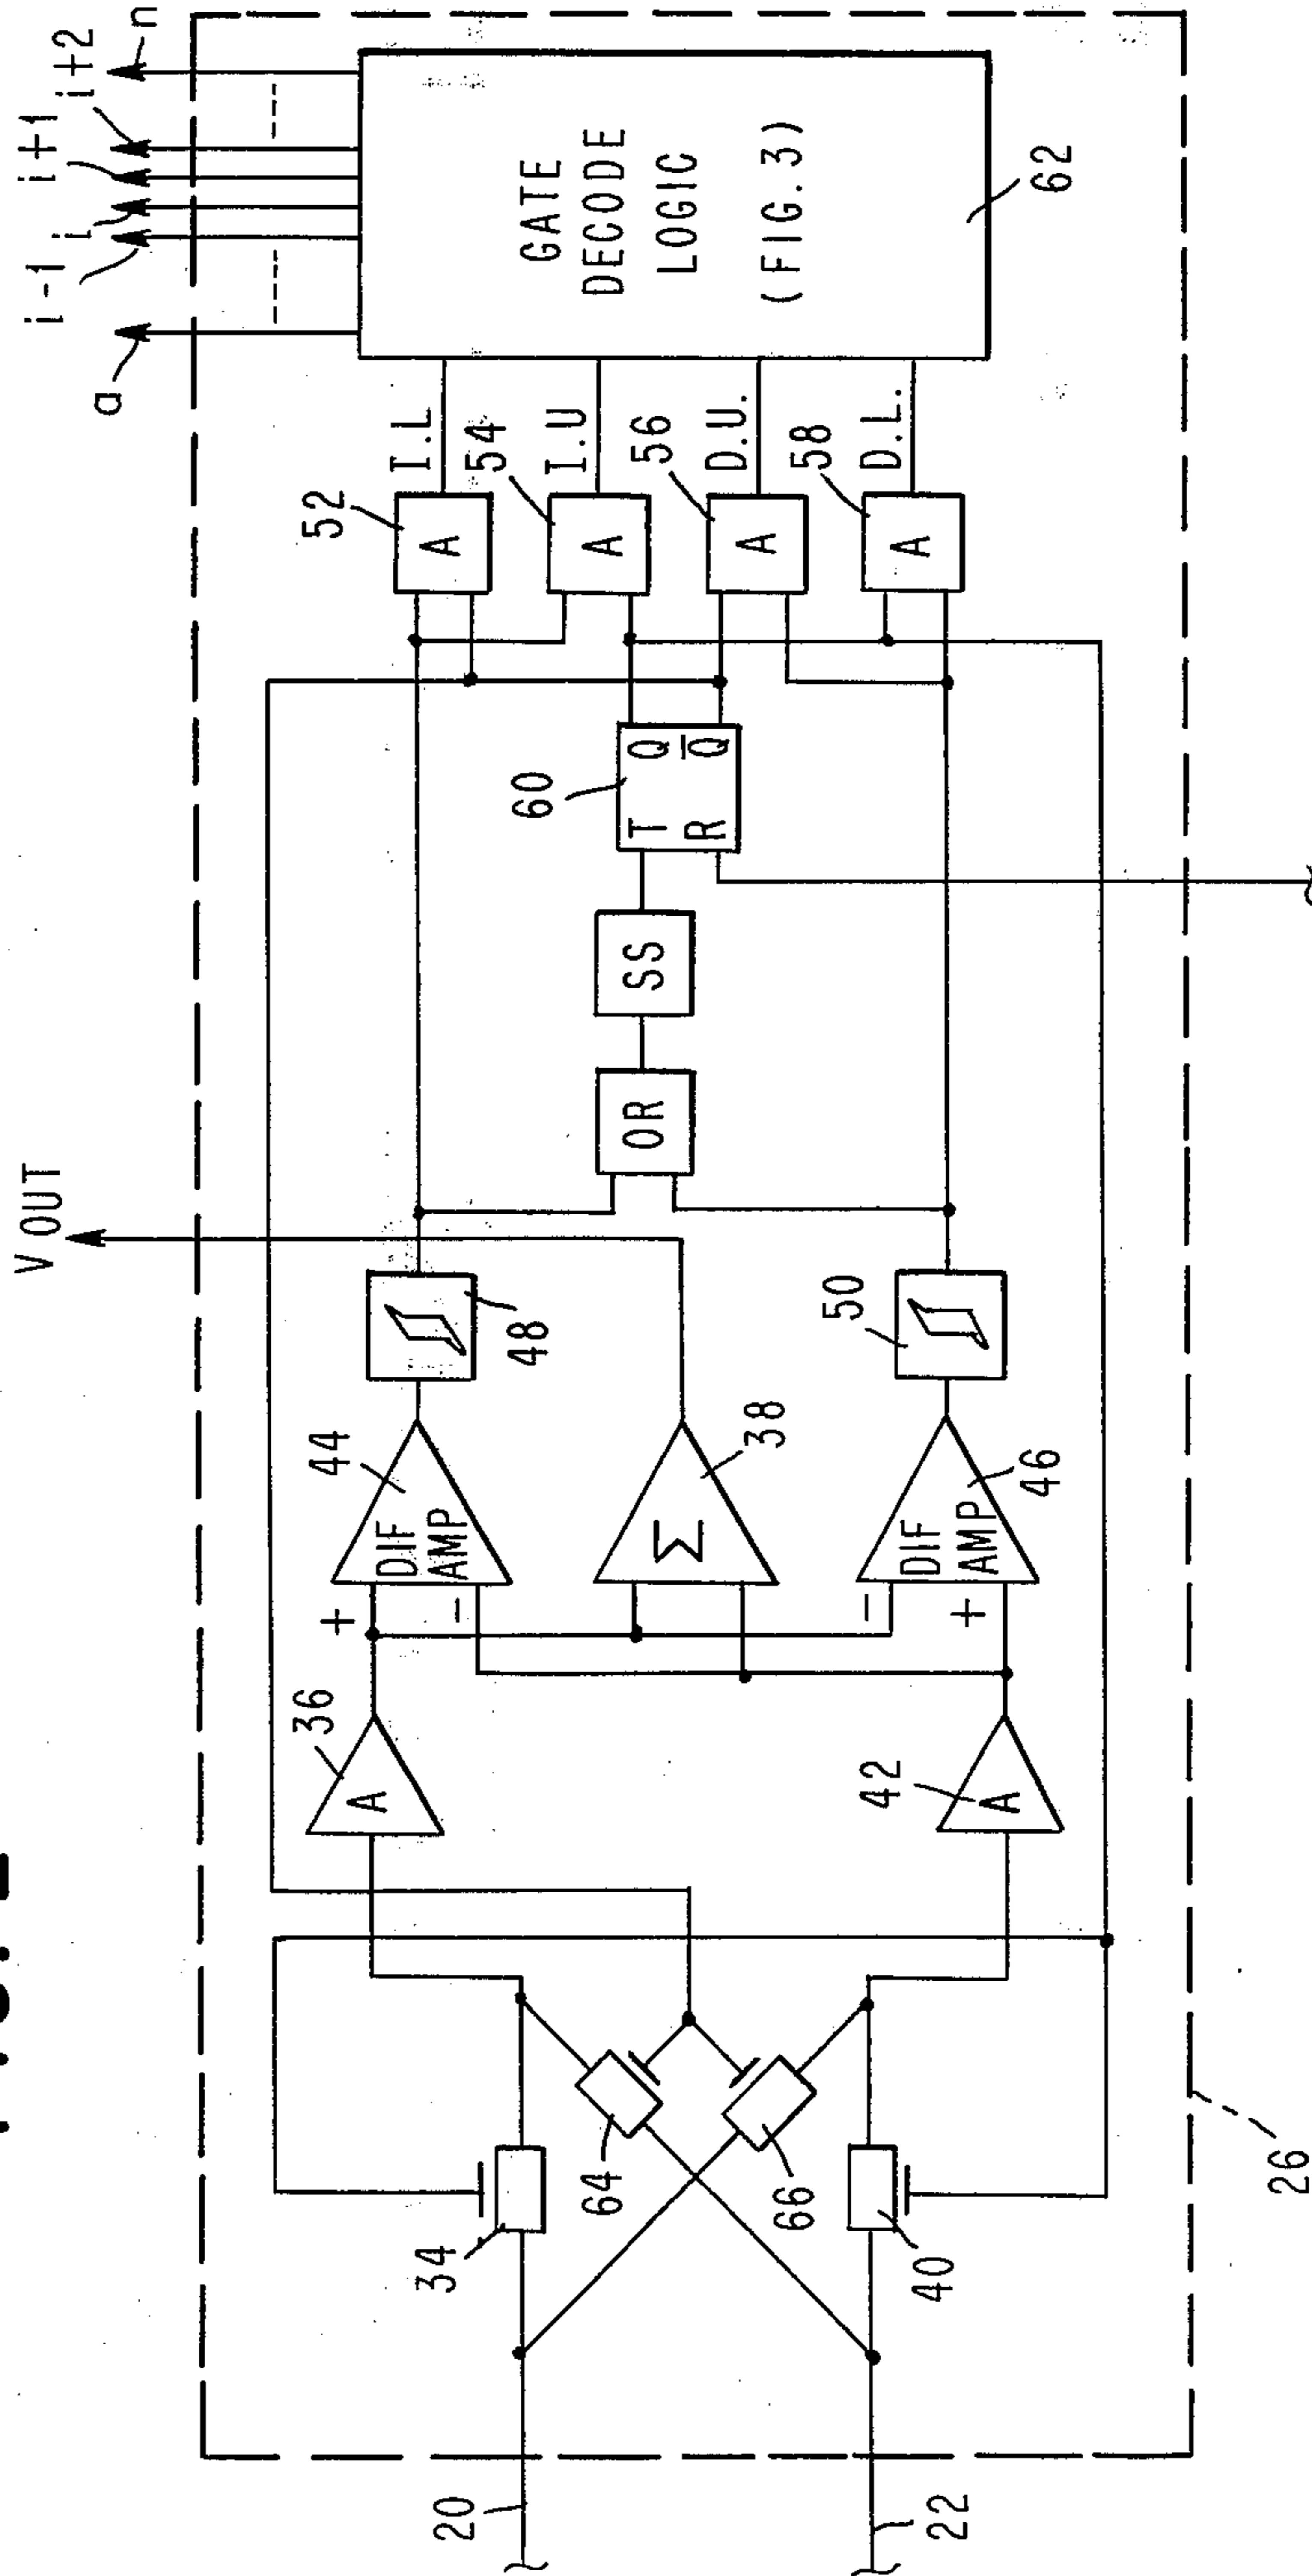 V OUT
a
i-1
i
i+1
i+2
n
36
A
+
-
DIF
AMP
44
48
52
A
I.L
54
A
I.U
56
A
D.U.
58
A
D.L.
GATE
DECODE
LOGIC
(FIG.3)
62
Σ
38
OR
SS
60
T Q
R Q̅
20
22
34
64
66
40
42
A
-
+
DIF
AMP
46
50
26